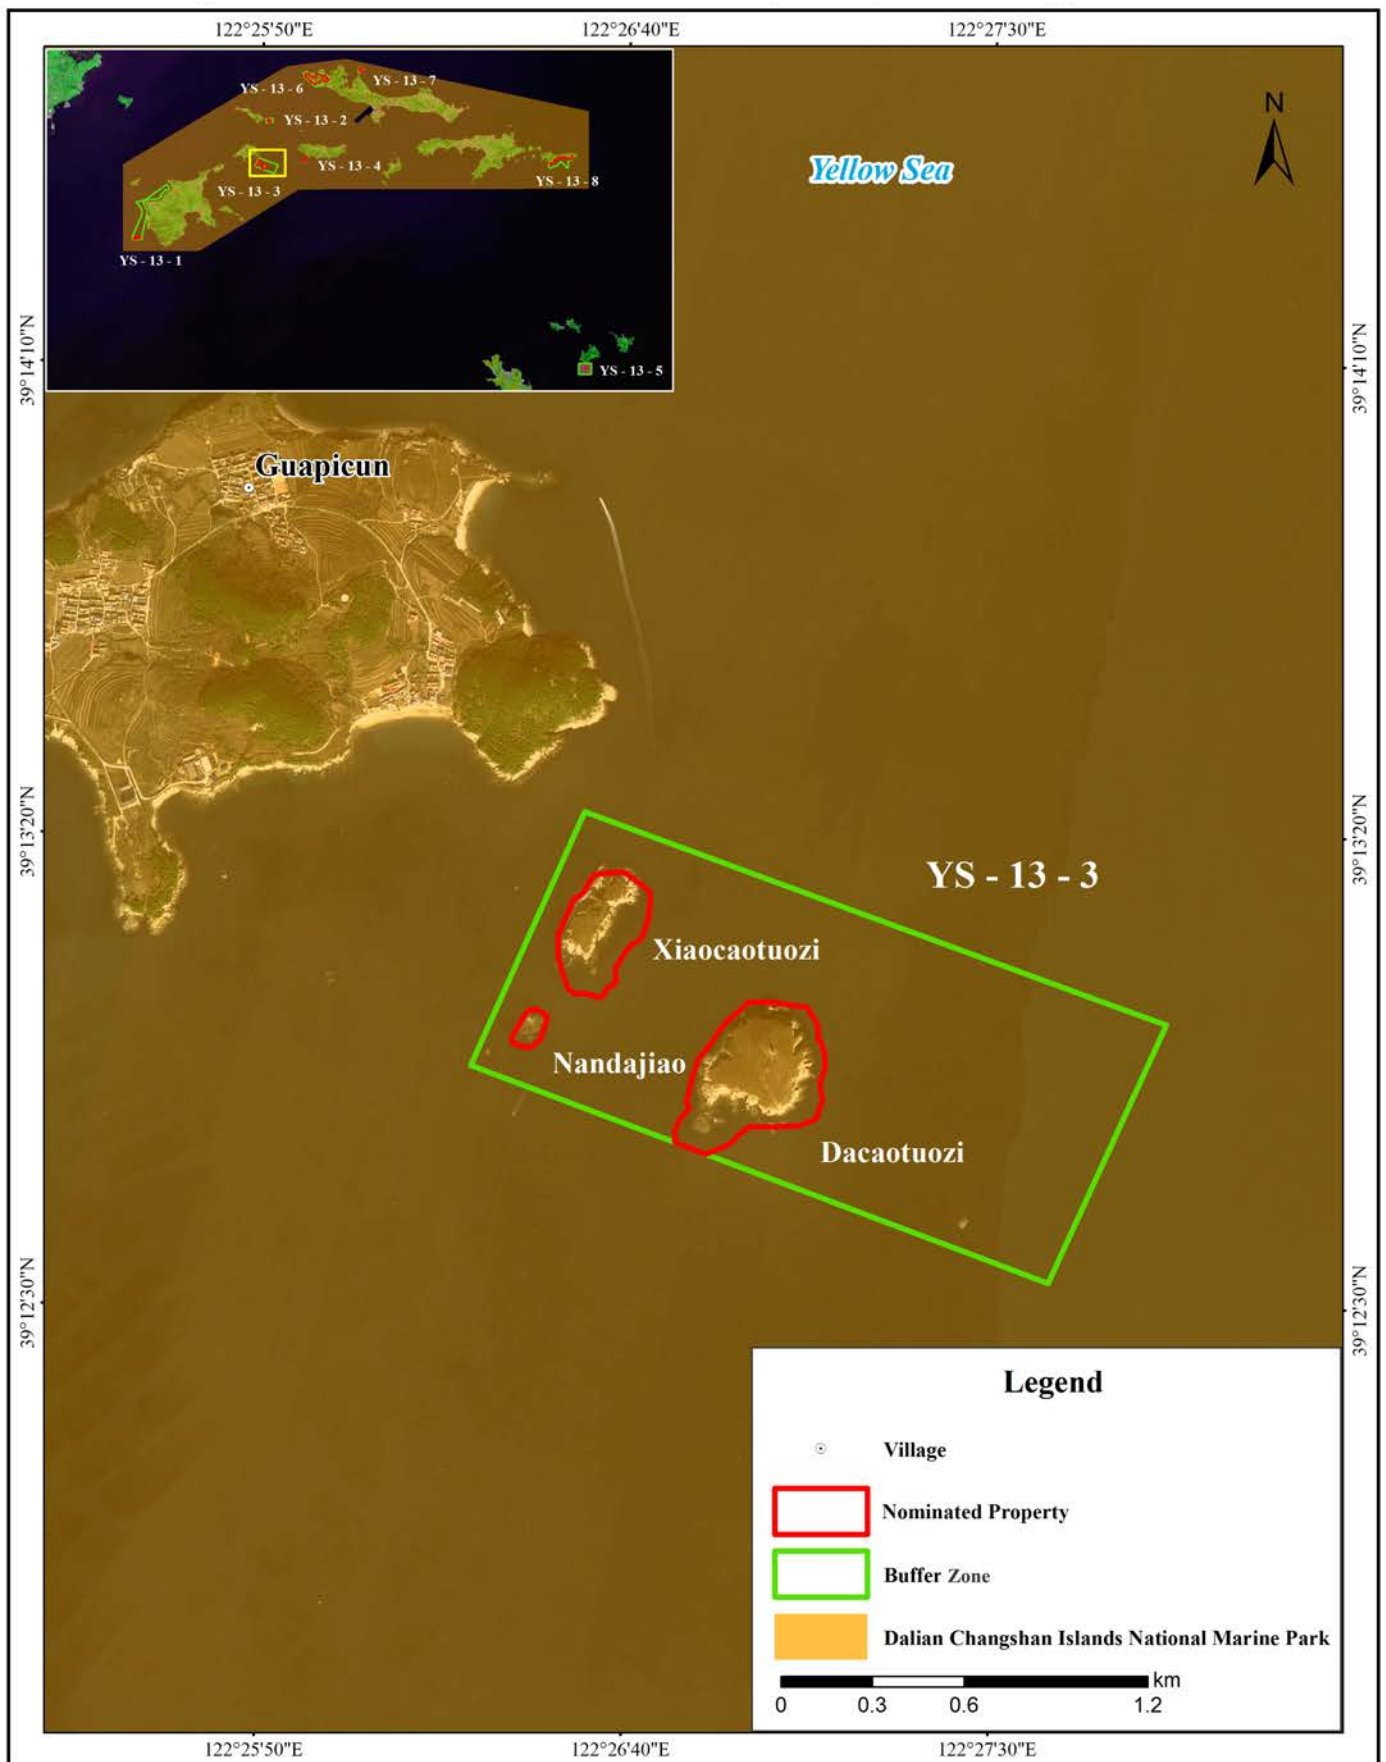 122°25'50"E
122°26'40"E
122°27'30"E
N
Yellow Sea
YS - 13 - 6
YS - 13 - 7
YS - 13 - 2
YS - 13 - 4
YS - 13 - 3
YS - 13 - 8
YS - 13 - 1
YS - 13 - 5
39°14'10"N
39°14'10"N
Guapicun
39°13'20"N
39°13'20"N
YS - 13 - 3
Xiaocaotuozi
Nandajiao
Dacaotuozi
39°12'30"N
39°12'30"N
Legend
Village
Nominated Property
Buffer Zone
Dalian Changshan Islands National Marine Park
km
0 0.3 0.6 1.2
122°25'50"E
122°26'40"E
122°27'30"E